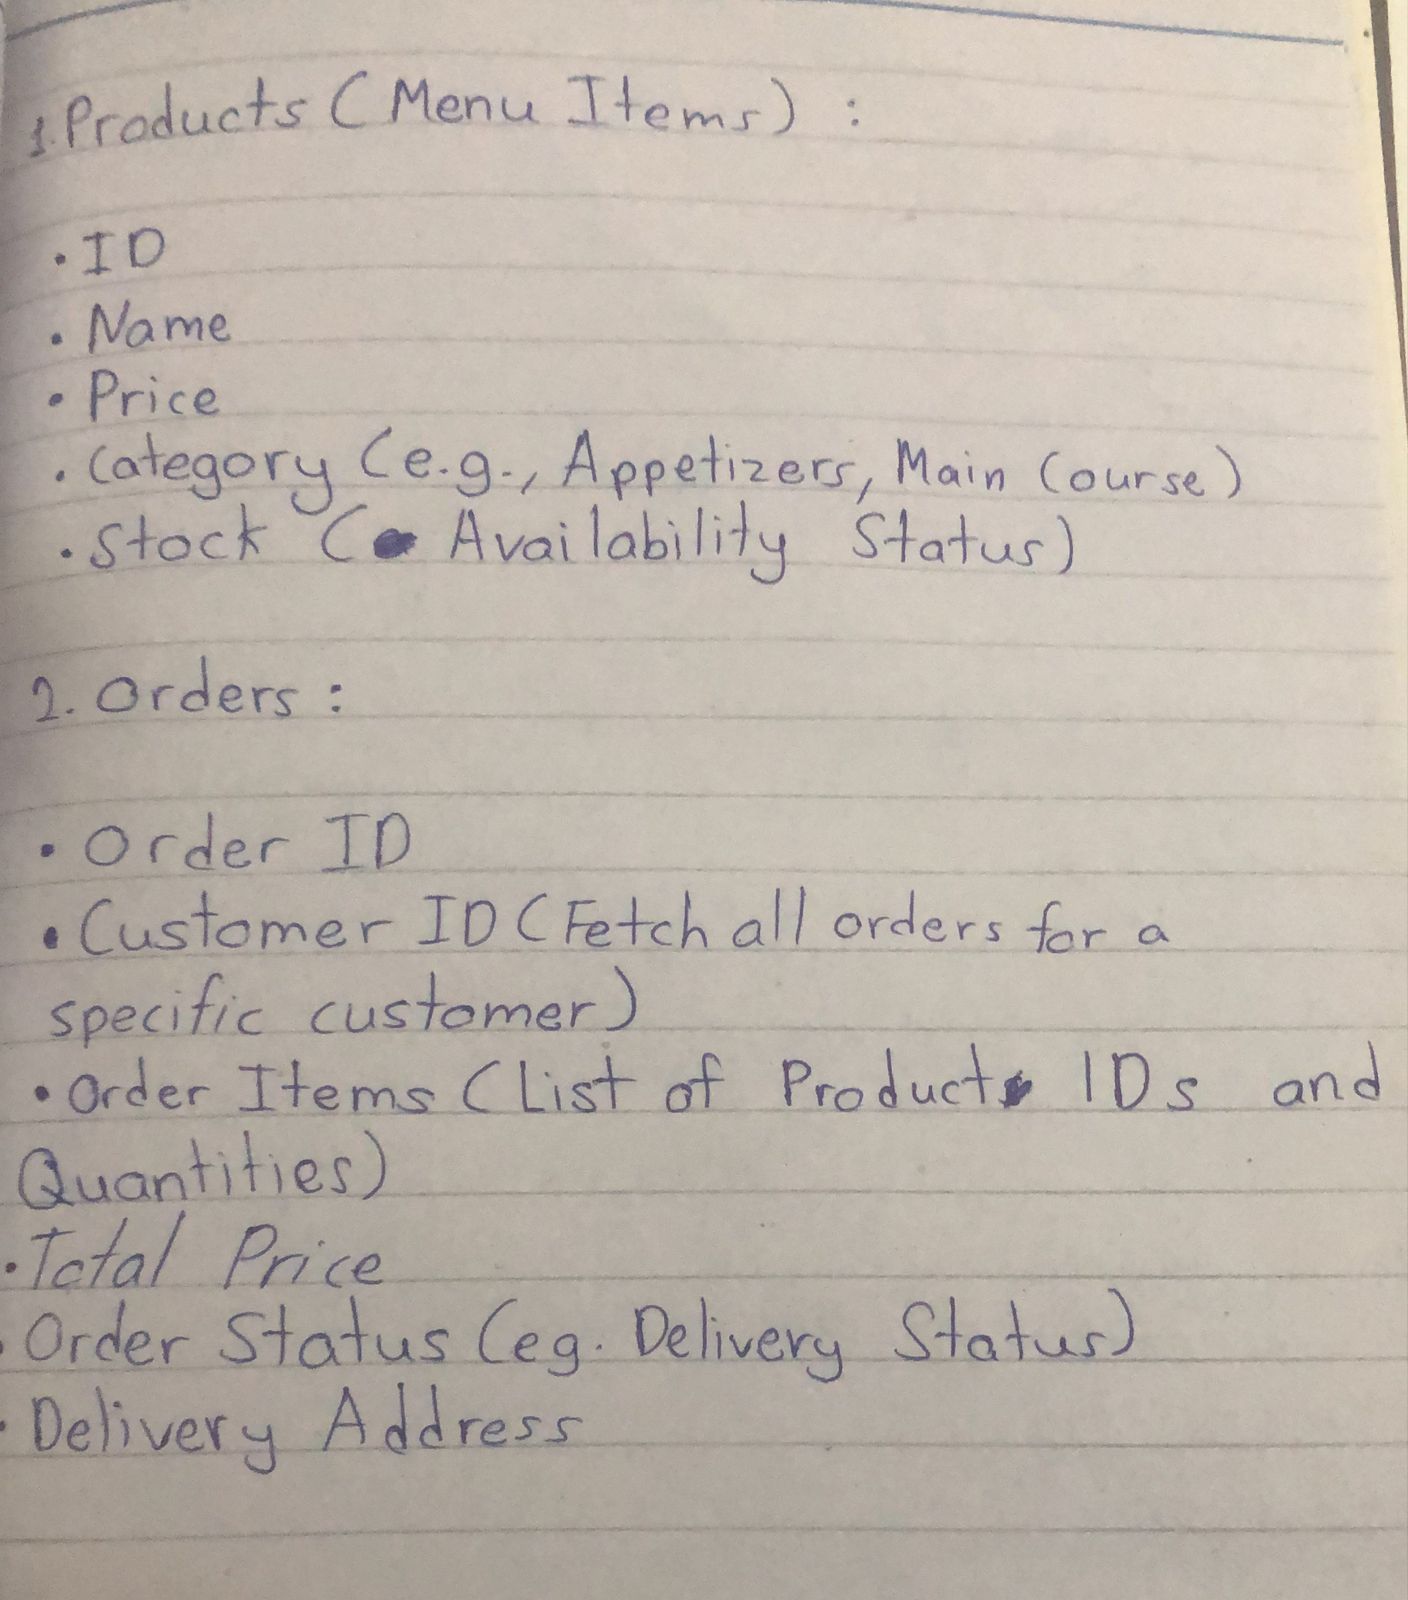 1. Products (Menu Items) :
• ID
• Name
• Price
• Category (e.g., Appetizers, Main Course)
• Stock ( Availability Status)
2. Orders :
• Order ID
• Customer ID (Fetch all orders for a
specific customer)
• Order Items (List of Product IDs and
Quantities)
• Total Price
• Order Status (eg. Delivery Status)
• Delivery Address